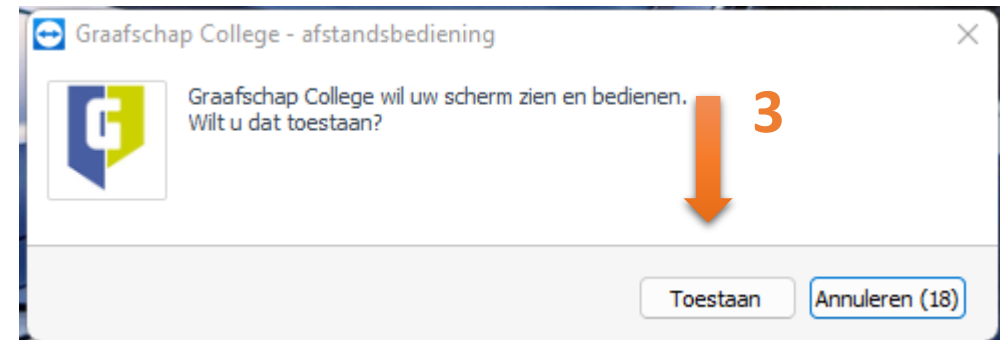 Graafschap College - afstandsbediening
Graafschap College wil uw scherm zien en bedienen.
Wilt u dat toestaan?
3
Toestaan
Annuleren (18)